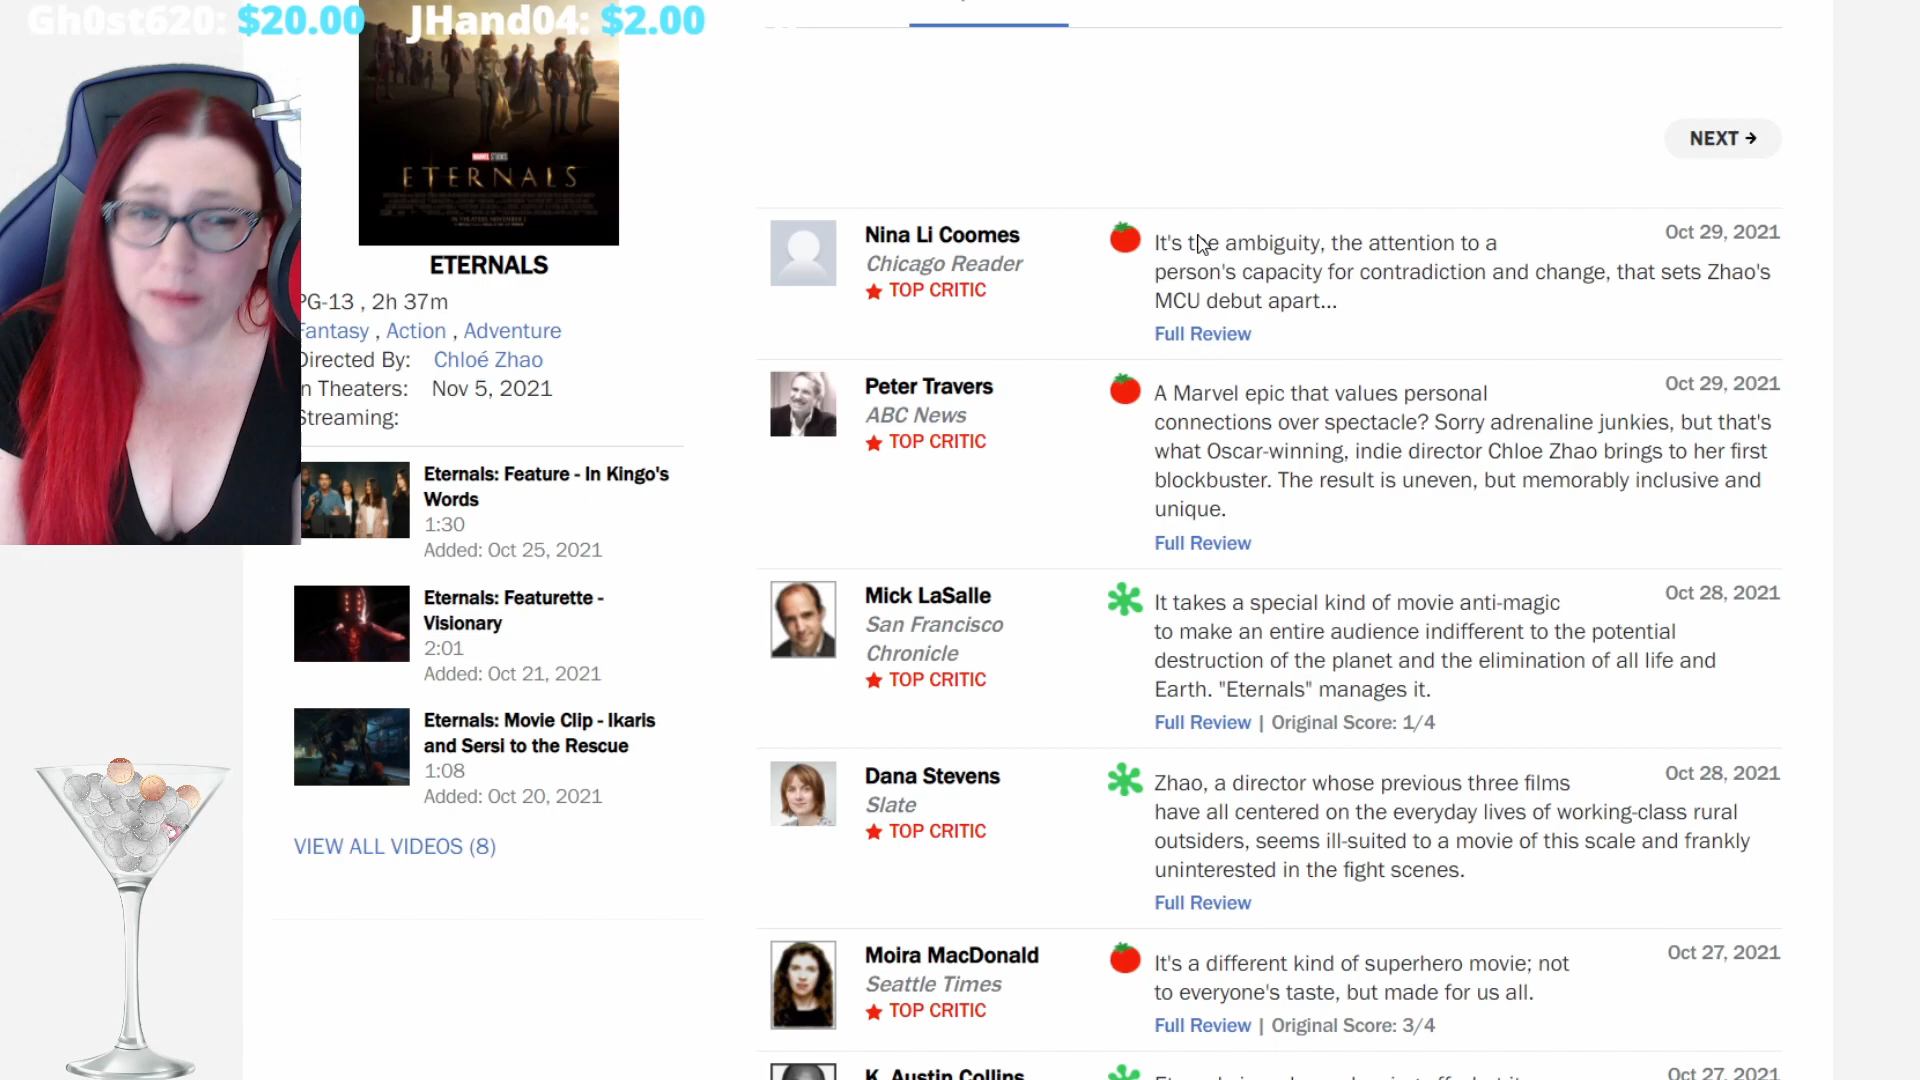 Gh0st620: $20.00 JHand04: $2.00
NEXT →
MARVEL STUDIOS
ETERNALS
ETERNALS
PG-13 , 2h 37m
Fantasy , Action , Adventure
Directed By: Chloé Zhao
In Theaters: Nov 5, 2021
Streaming:
Eternals: Feature - In Kingo's
Words
1:30
Added: Oct 25, 2021
Eternals: Featurette -
Visionary
2:01
Added: Oct 21, 2021
Eternals: Movie Clip - Ikaris
and Sersi to the Rescue
1:08
Added: Oct 20, 2021
VIEW ALL VIDEOS (8)
Nina Li Coomes
Chicago Reader
★ TOP CRITIC
Oct 29, 2021
It's the ambiguity, the attention to a
person's capacity for contradiction and change, that sets Zhao's
MCU debut apart...
Full Review
Peter Travers
ABC News
★ TOP CRITIC
Oct 29, 2021
A Marvel epic that values personal
connections over spectacle? Sorry adrenaline junkies, but that's
what Oscar-winning, indie director Chloe Zhao brings to her first
blockbuster. The result is uneven, but memorably inclusive and
unique.
Full Review
Mick LaSalle
San Francisco
Chronicle
★ TOP CRITIC
Oct 28, 2021
It takes a special kind of movie anti-magic
to make an entire audience indifferent to the potential
destruction of the planet and the elimination of all life and
Earth. "Eternals" manages it.
Full Review | Original Score: 1/4
Dana Stevens
Slate
★ TOP CRITIC
Oct 28, 2021
Zhao, a director whose previous three films
have all centered on the everyday lives of working-class rural
outsiders, seems ill-suited to a movie of this scale and frankly
uninterested in the fight scenes.
Full Review
Moira MacDonald
Seattle Times
★ TOP CRITIC
Oct 27, 2021
It's a different kind of superhero movie; not
to everyone's taste, but made for us all.
Full Review | Original Score: 3/4
K. Austin Collins
Oct 27, 2021